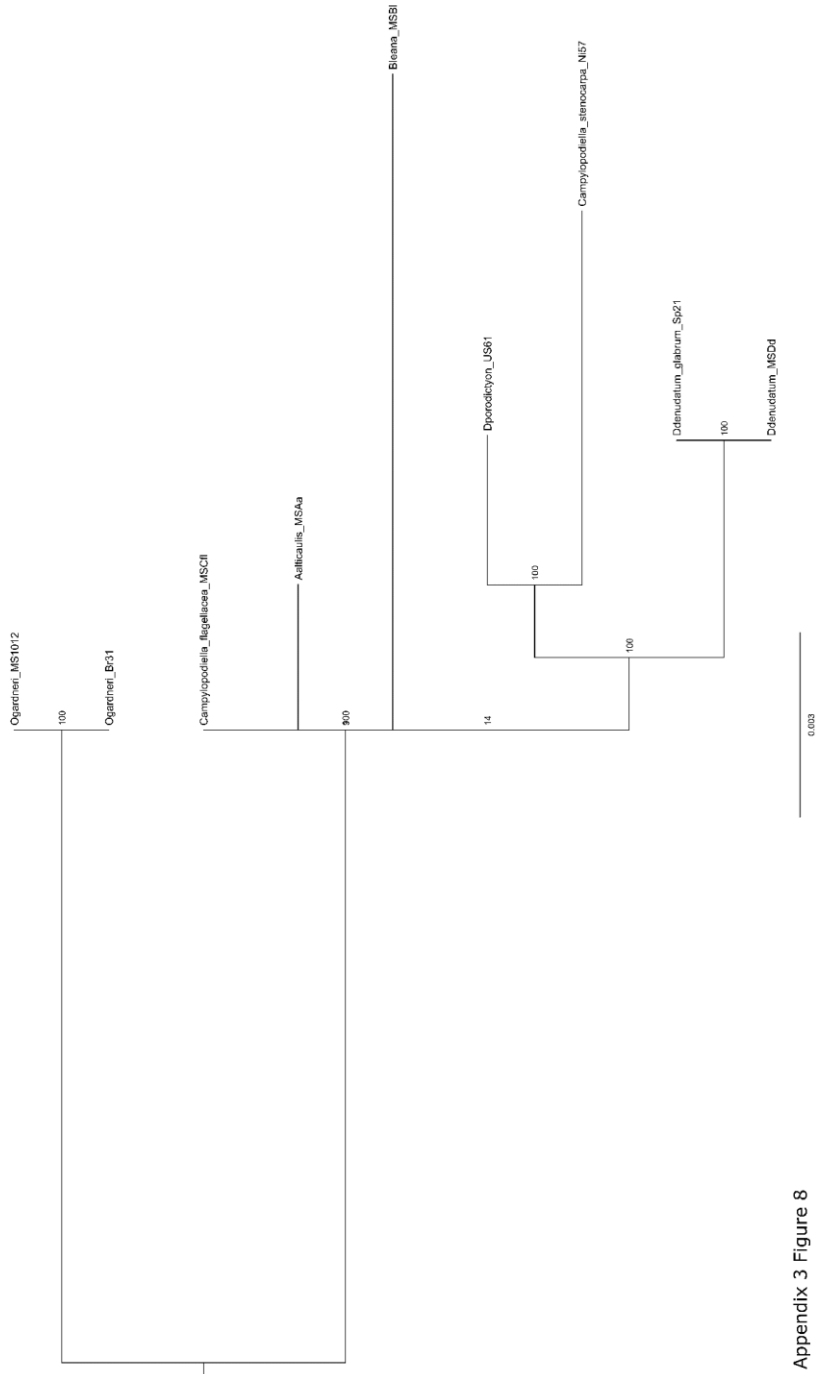 Ogardneri_MS1012
100
Ogardneri_Br31
Campylopodiella_flagellacea_MSCfl
Aalticaulis_MSAa
Bleana_MSBl
14
Dporodictyon_US61
100
Campylopodiella_stenocarpa_Ni57
100
Ddenudatum_glabrum_Sp21
100
Ddenudatum_MSDd
0.003
Appendix 3 Figure 8